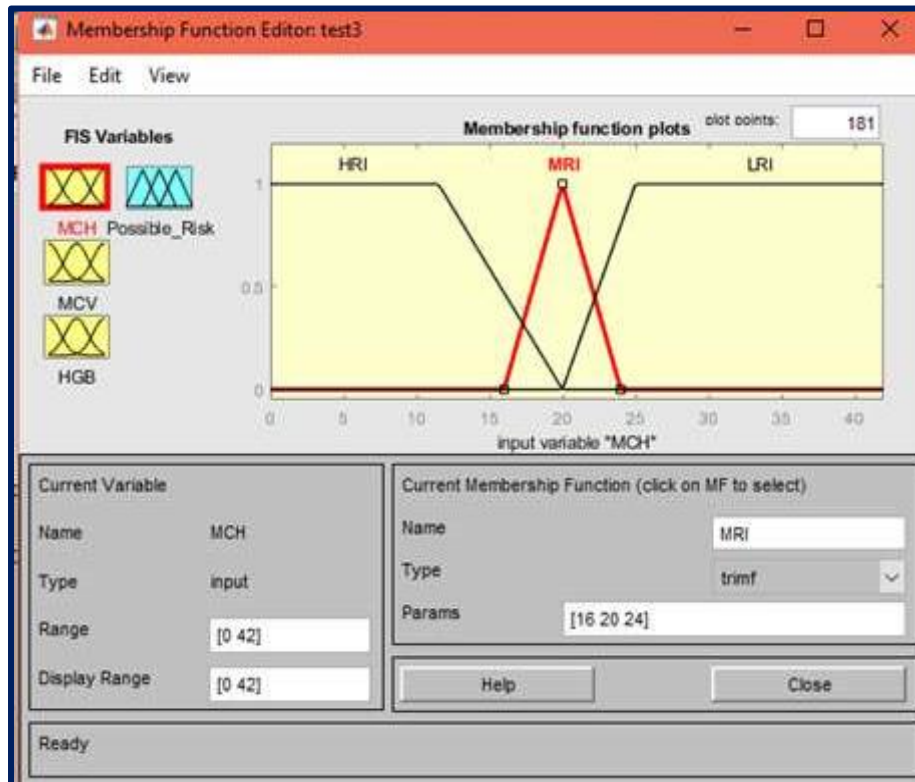 Membership Function Editor: test3
File Edit View
FIS Variables
Membership function plots plot points: 181
MCH Possible_Risk
MCV
HGB
HRI MRI LRI
1
0.5
0
0 5 10 15 20 25 30 35 40
input variable "MCH"
Current Variable
Name MCH
Type input
Range [0 42]
Display Range [0 42]
Current Membership Function (click on MF to select)
Name MRI
Type trimf
Params [16 20 24]
Help Close
Ready